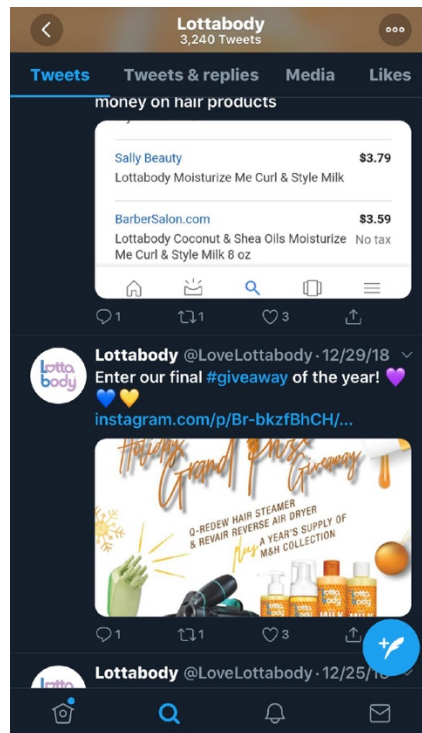 Lottabody
3,240 Tweets
Tweets Tweets & replies Media Likes
money on hair products
Sally Beauty $3.79
Lottabody Moisturize Me Curl & Style Milk
BarberSalon.com $3.59
Lottabody Coconut & Shea Oils Moisturize No tax
Me Curl & Style Milk 8 oz
1 1 3
Lotta
body
Lottabody @LoveLottabody · 12/29/18
Enter our final #giveaway of the year!
instagram.com/p/Br-bkzfBhCH/...
Holiday
Grand Prize
Giveaway
Q-REDEW HAIR STEAMER
& REVAIR REVERSE AIR DRYER
plus A YEAR'S SUPPLY OF
M&H COLLECTION
lotta
body
MILK
1 1 3
Lottabody @LoveLottabody · 12/25/18